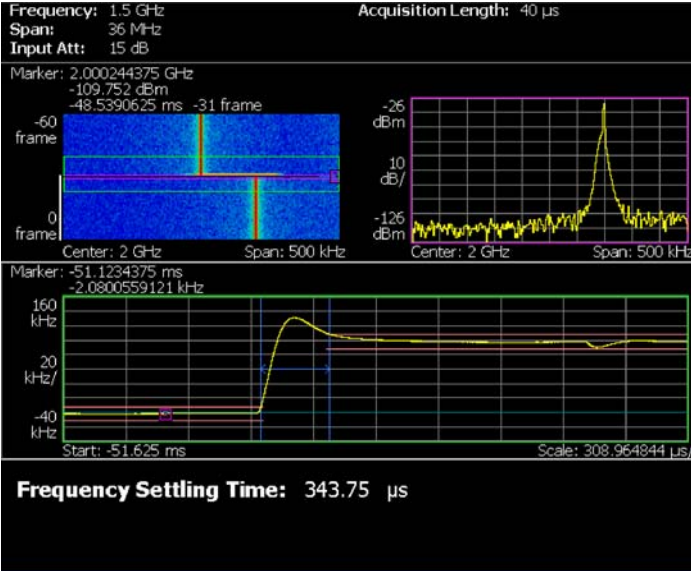 Frequency: 1.5 GHz Acquisition Length: 40 µs
Span: 36 MHz
Input Att: 15 dB
Marker: 2.000244375 GHz
-109.752 dBm
-48.5390625 ms -31 frame
-60
frame
0
frame
Center: 2 GHz Span: 500 kHz
-26
dBm
10
dB/
-126
dBm
Center: 2 GHz Span: 500 kHz
Marker: -51.1234375 ms
-2.0800559121 kHz
160
kHz
20
kHz/
-40
kHz
Start: -51.625 ms Scale: 308.964844 µs/
Frequency Settling Time: 343.75 µs